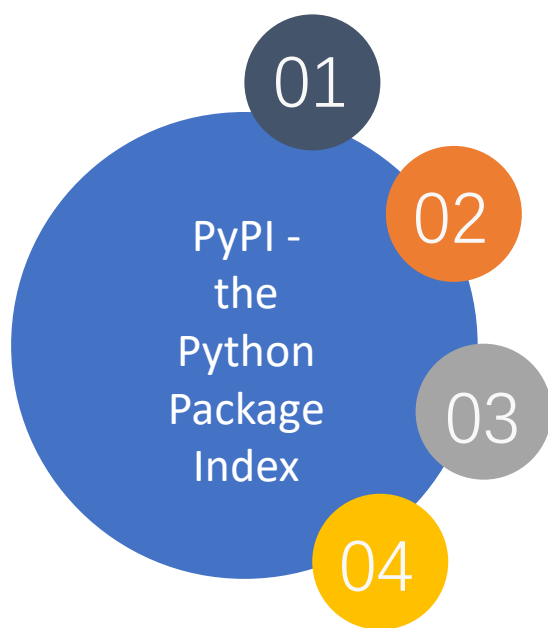 01
02
PyPI -
the
Python
Package
Index
03
04